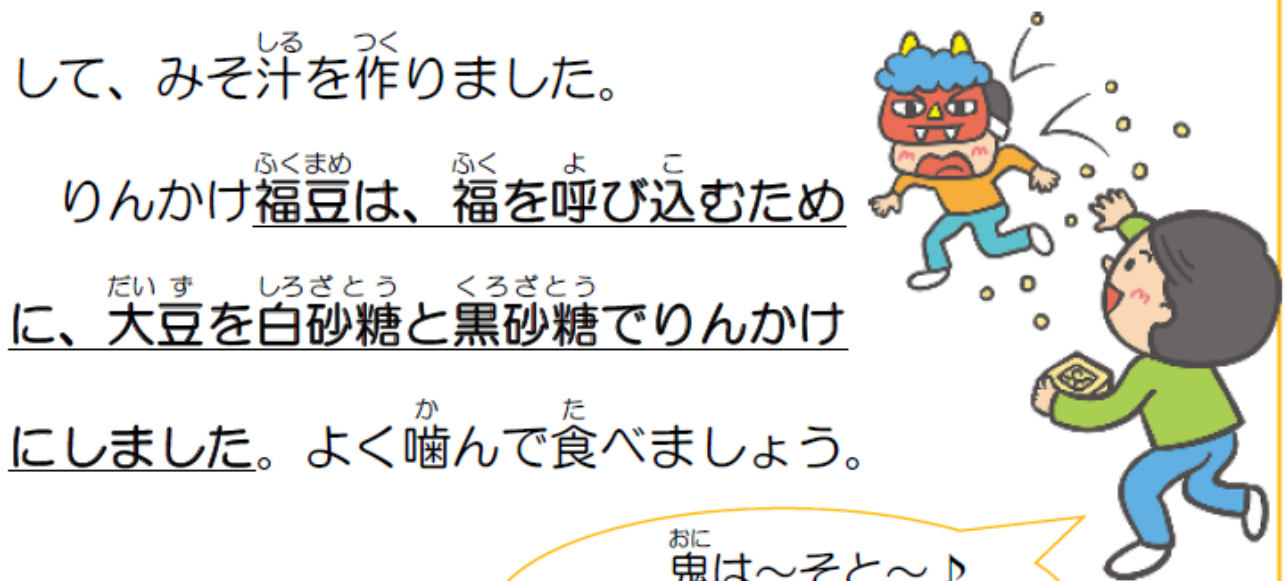 して、みそ汁を作りました。
りんかけ福豆は、福を呼び込むため
に、大豆を白砂糖と黒砂糖でりんかけ
にしました。よく噛んで食べましょう。
鬼は～そと～♪